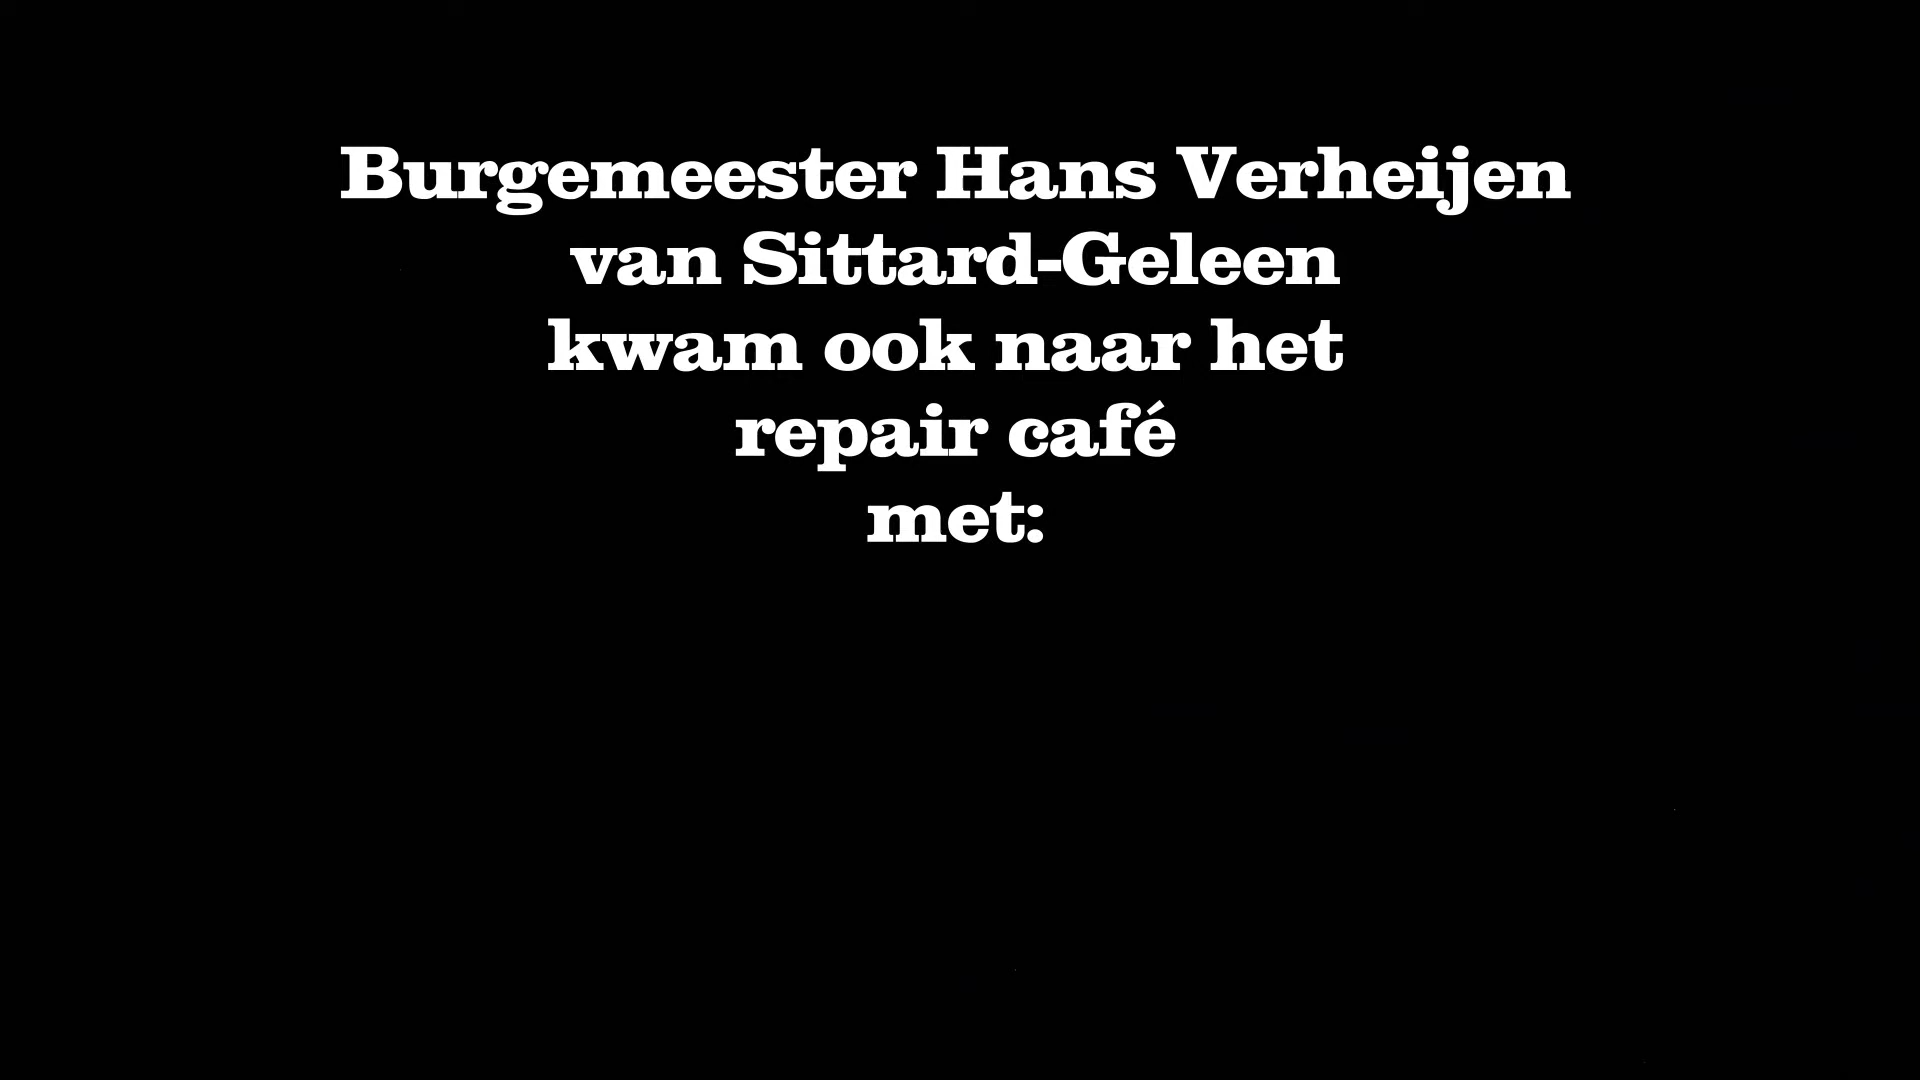 Burgemeester Hans Verheijen
van Sittard-Geleen
kwam ook naar het
repair café
met: